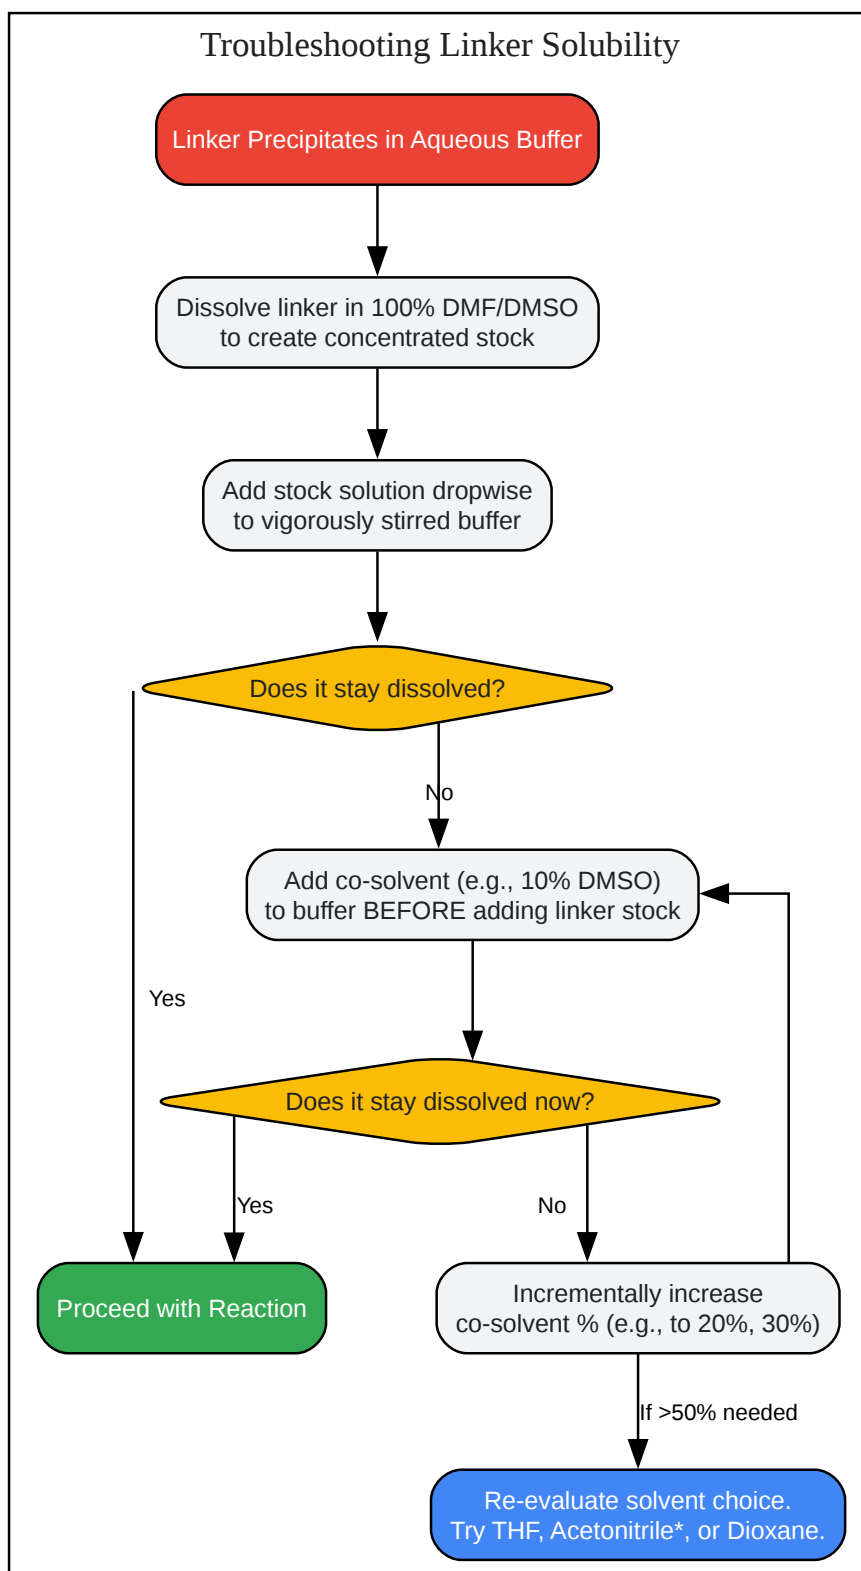 Troubleshooting Linker Solubility
Linker Precipitates in Aqueous Buffer
Dissolve linker in 100% DMF/DMSO
to create concentrated stock
Add stock solution dropwise
to vigorously stirred buffer
Does it stay dissolved?
No
Add co-solvent (e.g., 10% DMSO)
to buffer BEFORE adding linker stock
Yes
Does it stay dissolved now?
Yes
No
Proceed with Reaction
Incrementally increase
co-solvent % (e.g., to 20%, 30%)
If >50% needed
Re-evaluate solvent choice.
Try THF, Acetonitrile*, or Dioxane.